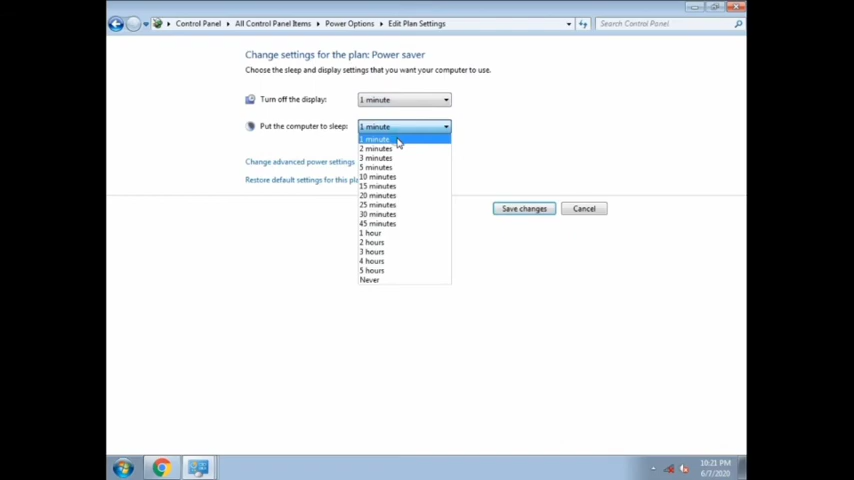 Control Panel ▸ All Control Panel Items ▸ Power Options ▸ Edit Plan Settings
Search Control Panel
Change settings for the plan: Power saver
Choose the sleep and display settings that you want your computer to use.
Turn off the display: 1 minute
Put the computer to sleep: 1 minute
1 minute
2 minutes
3 minutes
5 minutes
Change advanced power settings
10 minutes
Restore default settings for this pla
15 minutes
20 minutes
25 minutes
30 minutes
45 minutes
1 hour
2 hours
3 hours
4 hours
5 hours
Never
Save changes
Cancel
10:21 PM
6/7/2020